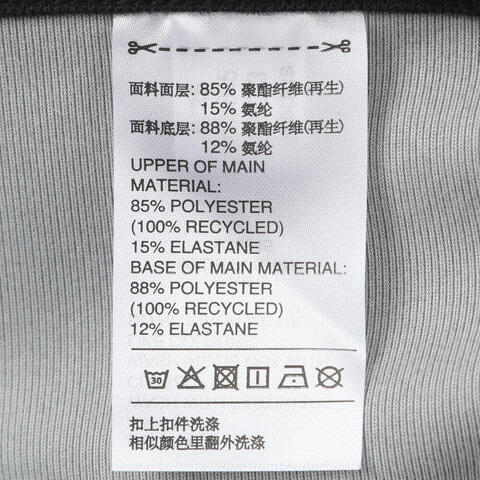 面料面层: 85% 聚酯纤维(再生)
15% 氨纶
面料底层: 88% 聚酯纤维(再生)
12% 氨纶
UPPER OF MAIN
MATERIAL:
85% POLYESTER
(100% RECYCLED)
15% ELASTANE
BASE OF MAIN MATERIAL:
88% POLYESTER
(100% RECYCLED)
12% ELASTANE
30
扣上扣件洗涤
相似颜色里翻外洗涤